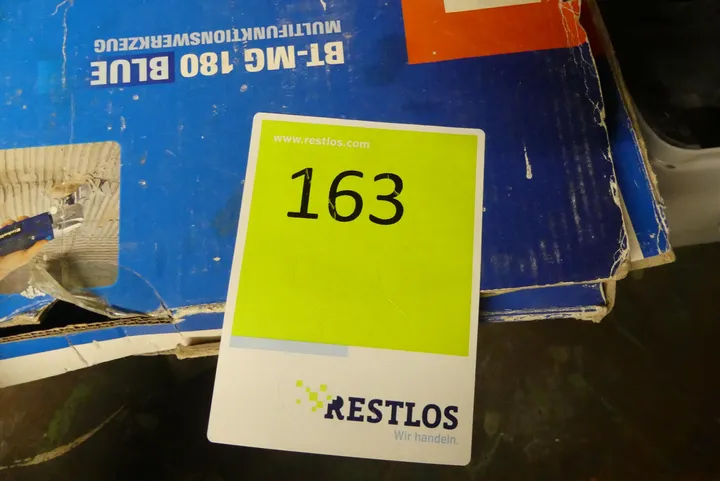 BT-MG 180 BLUE
MULTIFUNKTIONSWERKZEUG
www.restlos.com
163
RESTLOS
Wir handeln.